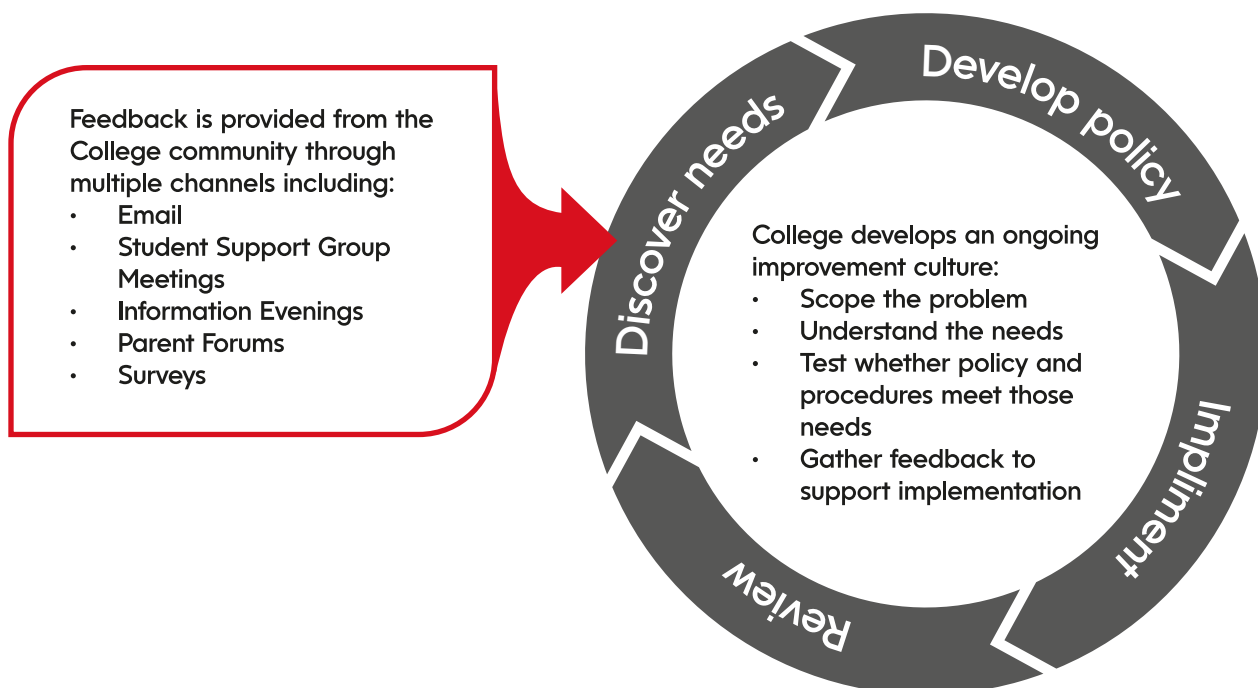 Feedback is provided from the
College community through
multiple channels including:
• Email
• Student Support Group
Meetings
• Information Evenings
• Parent Forums
• Surveys
Discover needs
Develop policy
Impliment
Review
College develops an ongoing
improvement culture:
• Scope the problem
• Understand the needs
• Test whether policy and
procedures meet those
needs
• Gather feedback to
support implementation